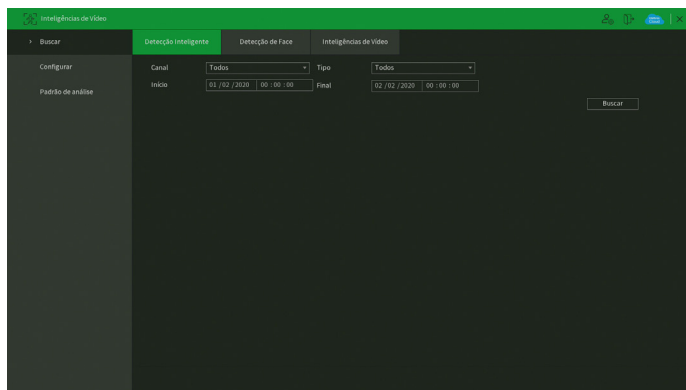 Inteligências de Vídeo
> Buscar
Detecção Inteligente Detecção de Face Inteligências de Vídeo
Configurar
Padrão de análise
Canal Todos Tipo Todos
Início 01 /02 /2020 00 : 00 : 00 Final 02 /02 /2020 00 : 00 : 00
Buscar